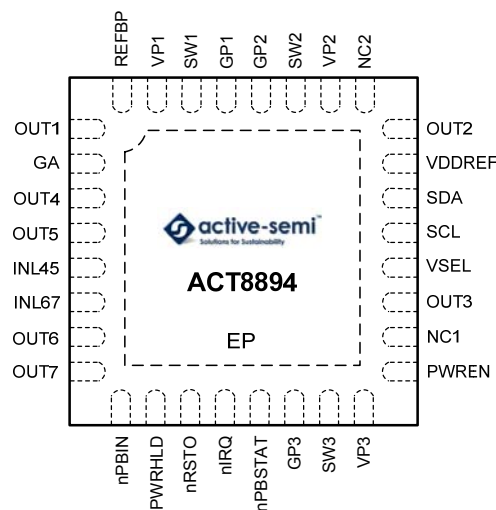 REFBP
VP1
SW1
GP1
GP2
SW2
VP2
NC2
OUT1
GA
OUT4
OUT5
INL45
INL67
OUT6
OUT7
active-semi™
Solutions for Sustainability
ACT8894
EP
OUT2
VDDREF
SDA
SCL
VSEL
OUT3
NC1
PWREN
nPBIN
PWRHLD
nRSTO
nIRQ
nPBSTAT
GP3
SW3
VP3